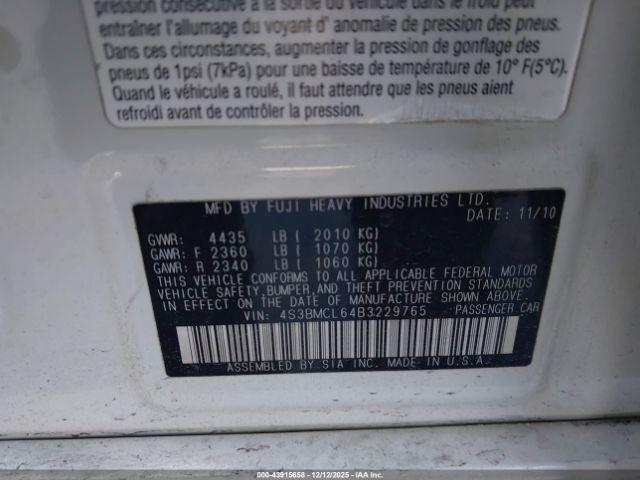 pression consécutive à la sortie du véhicule dans le froid peut
entraîner l'allumage du voyant d' anomalie de pression des pneus.
Dans ces circonstances, augmenter la pression de gonflage des
pneus de 1psi (7kPa) pour une baisse de température de 10° F(5°C).
Quand le véhicule a roulé, il faut attendre que les pneus aient
refroidi avant de contrôler la pression.
MFD BY FUJI HEAVY INDUSTRIES LTD.
DATE: 11/10
GVWR: 4435 LB ( 2010 KG)
GAWR: F 2360 LB ( 1070 KG)
GAWR: R 2340 LB ( 1060 KG)
THIS VEHICLE CONFORMS TO ALL APPLICABLE FEDERAL MOTOR
VEHICLE SAFETY, BUMPER, AND THEFT PREVENTION STANDARDS
IN EFFECT ON THE DATE OF MANUFACTURE SHOWN ABOVE.
VIN: 4S3BMCL64B3229765 PASSENGER CAR
ASSEMBLED BY SIA INC. MADE IN U.S.A.
000-43915658 - 12/12/2025 - IAA Inc.